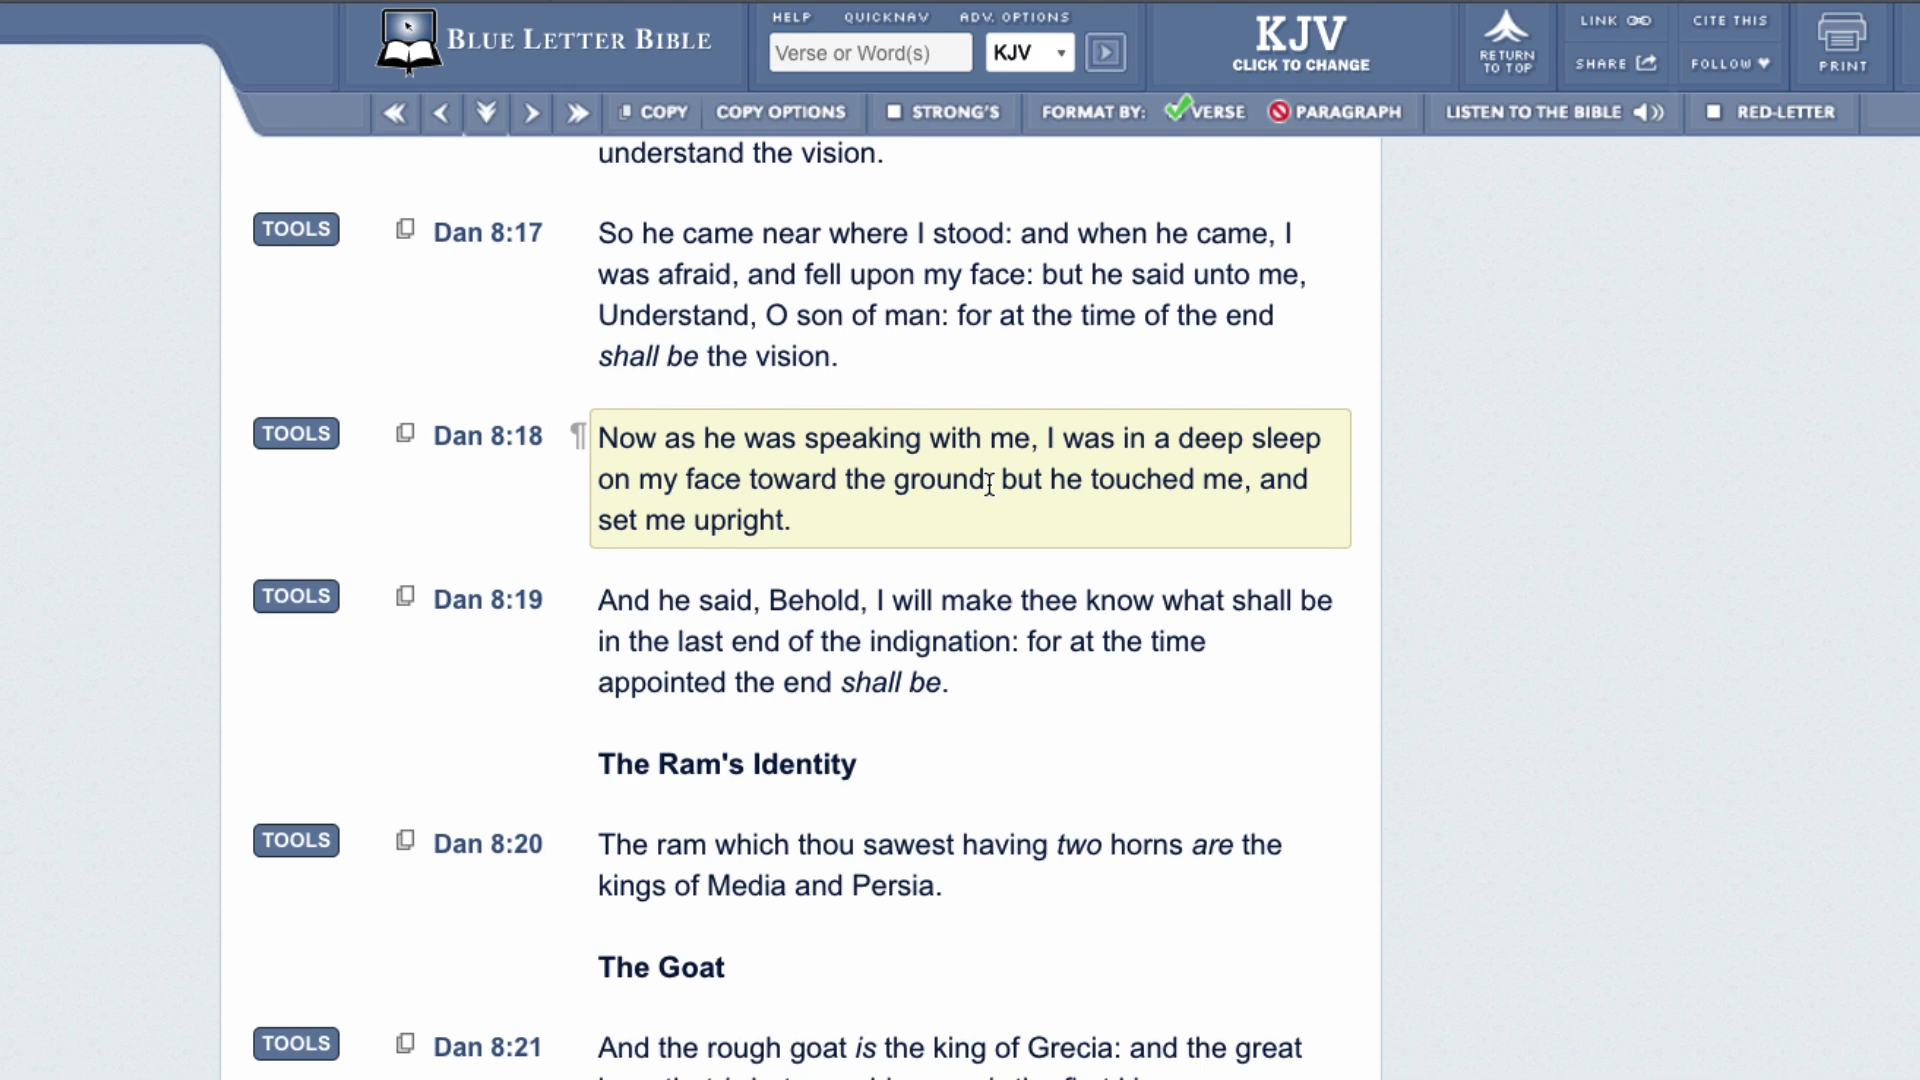 BLUE LETTER BIBLE
HELP QUICKNAV ADV. OPTIONS
Verse or Word(s)
KJV
KJV
CLICK TO CHANGE
RETURN
TO TOP
LINK
SHARE
CITE THIS
FOLLOW
PRINT
COPY COPY OPTIONS STRONG'S FORMAT BY: VERSE PARAGRAPH LISTEN TO THE BIBLE RED-LETTER
understand the vision.
TOOLS Dan 8:17 So he came near where I stood: and when he came, I
was afraid, and fell upon my face: but he said unto me,
Understand, O son of man: for at the time of the end
shall be the vision.
TOOLS Dan 8:18 ¶ Now as he was speaking with me, I was in a deep sleep
on my face toward the ground: but he touched me, and
set me upright.
TOOLS Dan 8:19 And he said, Behold, I will make thee know what shall be
in the last end of the indignation: for at the time
appointed the end shall be.
The Ram's Identity
TOOLS Dan 8:20 The ram which thou sawest having two horns are the
kings of Media and Persia.
The Goat
TOOLS Dan 8:21 And the rough goat is the king of Grecia: and the great